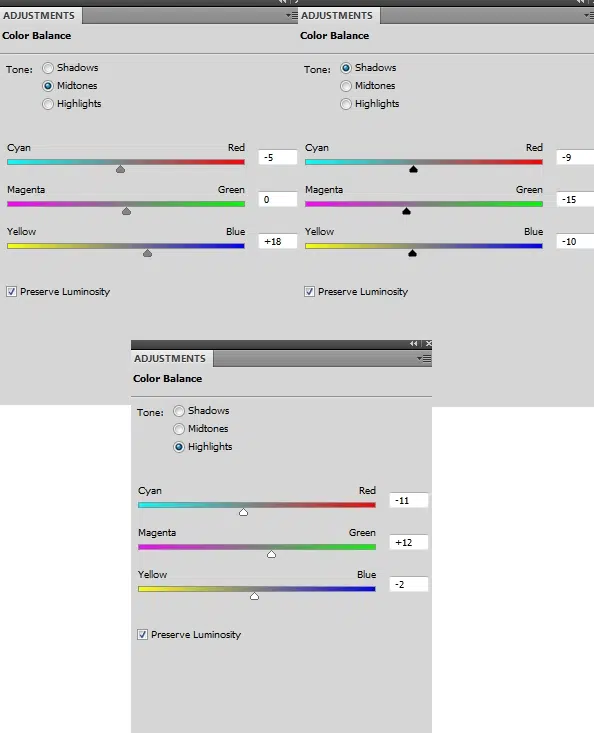 ADJUSTMENTS
Color Balance
Tone: Shadows
Midtones
Highlights
Cyan Red -5
Magenta Green 0
Yellow Blue +18
Preserve Luminosity
ADJUSTMENTS
Color Balance
Tone: Shadows
Midtones
Highlights
Cyan Red -9
Magenta Green -15
Yellow Blue -10
Preserve Luminosity
ADJUSTMENTS
Color Balance
Tone: Shadows
Midtones
Highlights
Cyan Red -11
Magenta Green +12
Yellow Blue -2
Preserve Luminosity